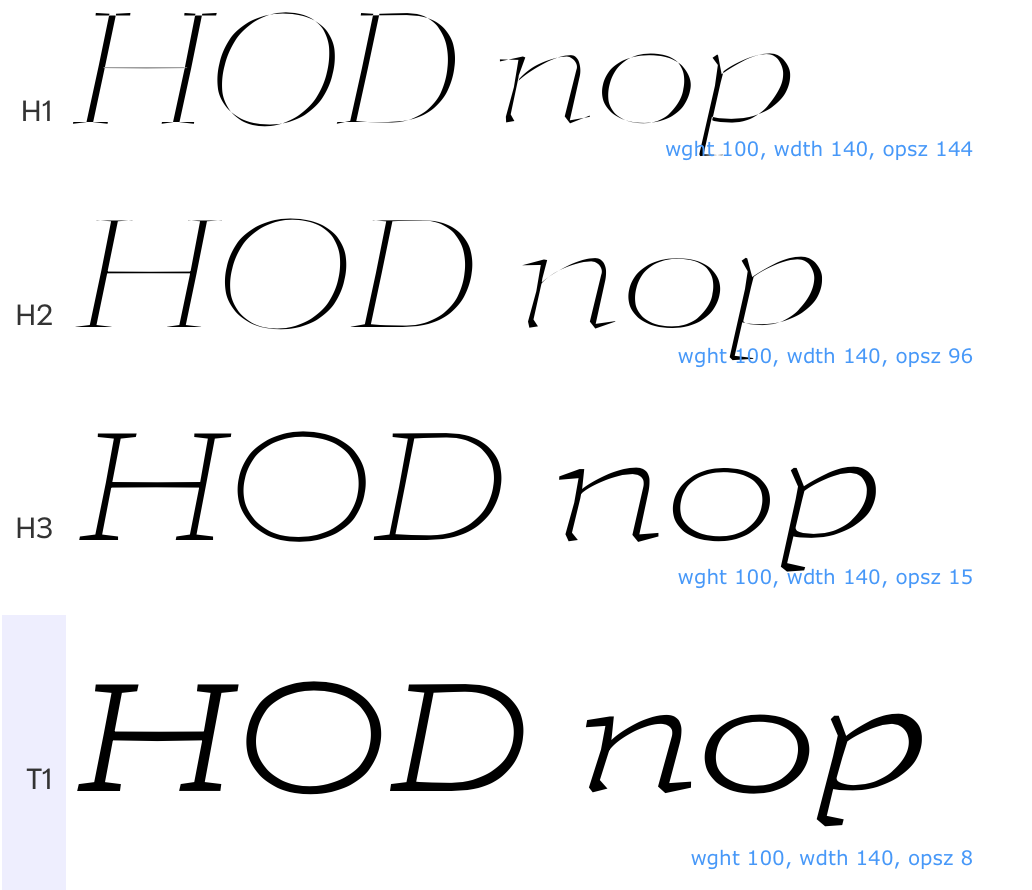 H1 HOD nop
wght 100, wdth 140, opsz 144
H2 HOD nop
wght 100, wdth 140, opsz 96
H3 HOD nop
wght 100, wdth 140, opsz 15
T1 HOD nop
wght 100, wdth 140, opsz 8